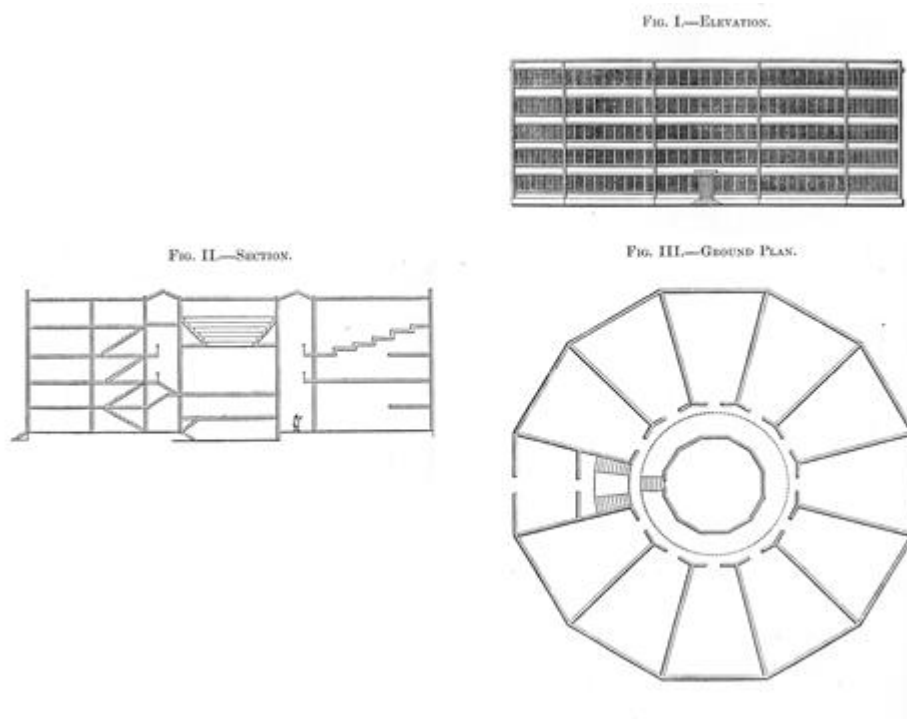 Fig. I.—Elevation.
Fig. II.—Section.
Fig. III.—Ground Plan.